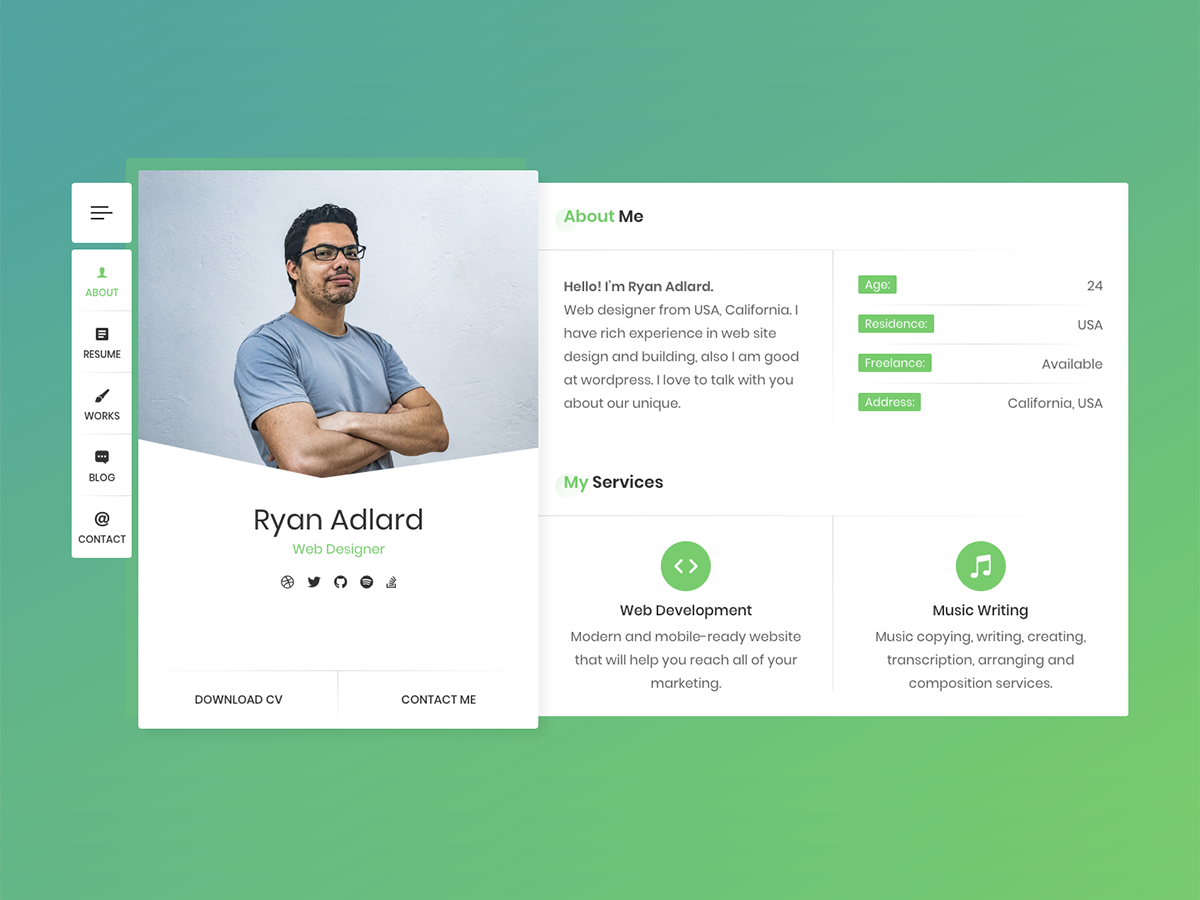 ABOUT
RESUME
WORKS
BLOG
@
CONTACT
Ryan Adlard
Web Designer
DOWNLOAD CV
CONTACT ME
About Me
Hello! I'm Ryan Adlard.
Web designer from USA, California. I
have rich experience in web site
design and building, also I am good
at wordpress. I love to talk with you
about our unique.
Age: 24
Residence: USA
Freelance: Available
Address: California, USA
My Services
Web Development
Modern and mobile-ready website
that will help you reach all of your
marketing.
Music Writing
Music copying, writing, creating,
transcription, arranging and
composition services.